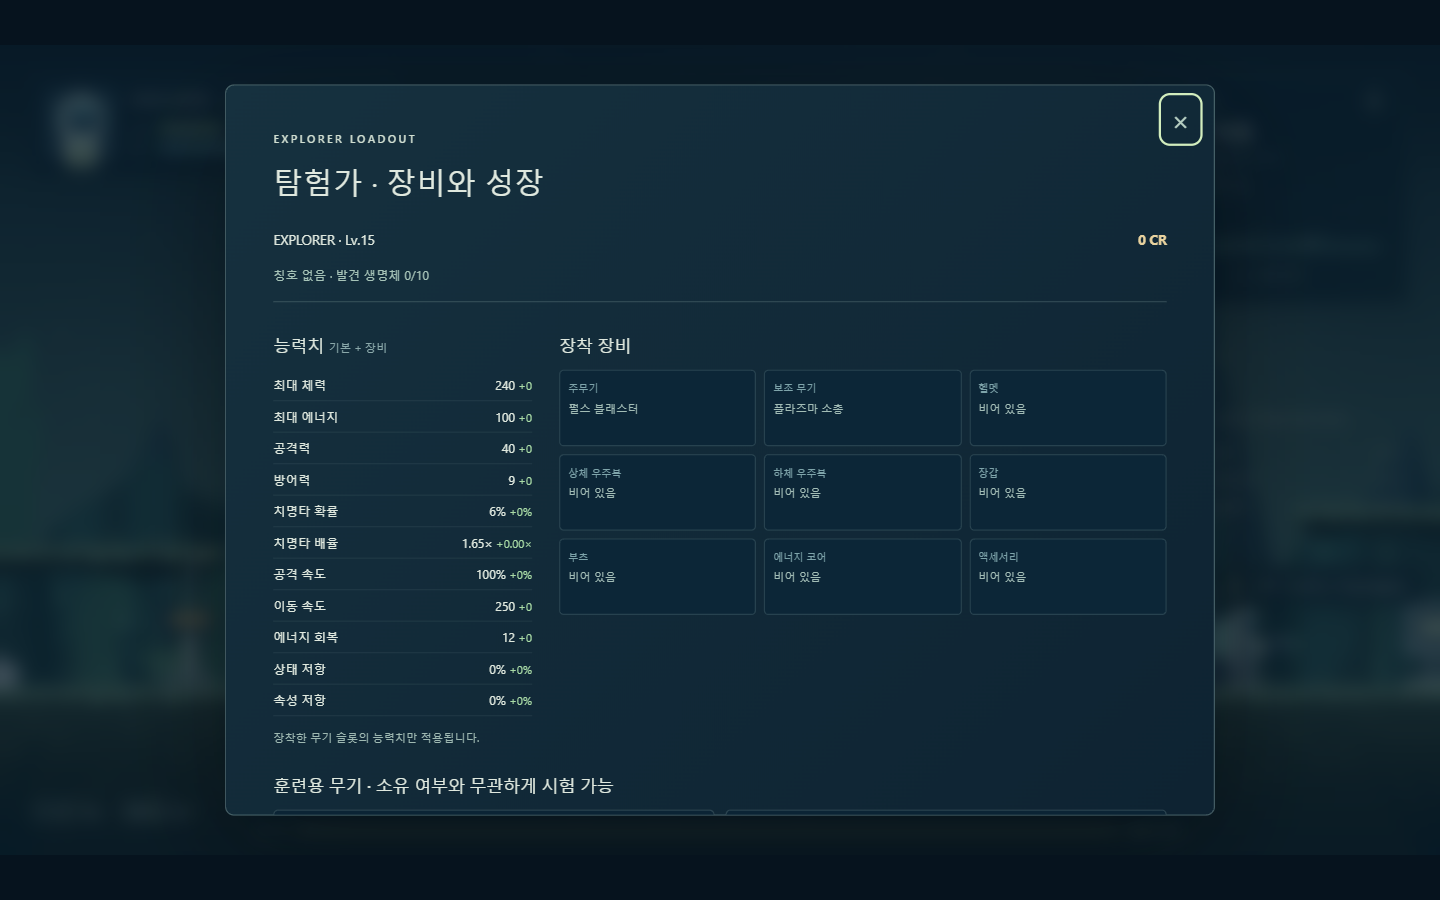 EXPLORER LOADOUT
탐험가 · 장비와 성장
EXPLORER · Lv.15
0 CR
칭호 없음 · 발견 생명체 0/10
능력치 기본 + 장비
최대 체력 240 +0
최대 에너지 100 +0
공격력 40 +0
방어력 9 +0
치명타 확률 6% +0%
치명타 배율 1.65× +0.00×
공격 속도 100% +0%
이동 속도 250 +0
에너지 회복 12 +0
상태 저항 0% +0%
속성 저항 0% +0%
장착한 무기 슬롯의 능력치만 적용됩니다.
장착 장비
주무기
펄스 블래스터
보조 무기
플라즈마 소총
헬멧
비어 있음
상체 우주복
비어 있음
하체 우주복
비어 있음
장갑
비어 있음
부츠
비어 있음
에너지 코어
비어 있음
액세서리
비어 있음
훈련용 무기 · 소유 여부와 무관하게 시험 가능